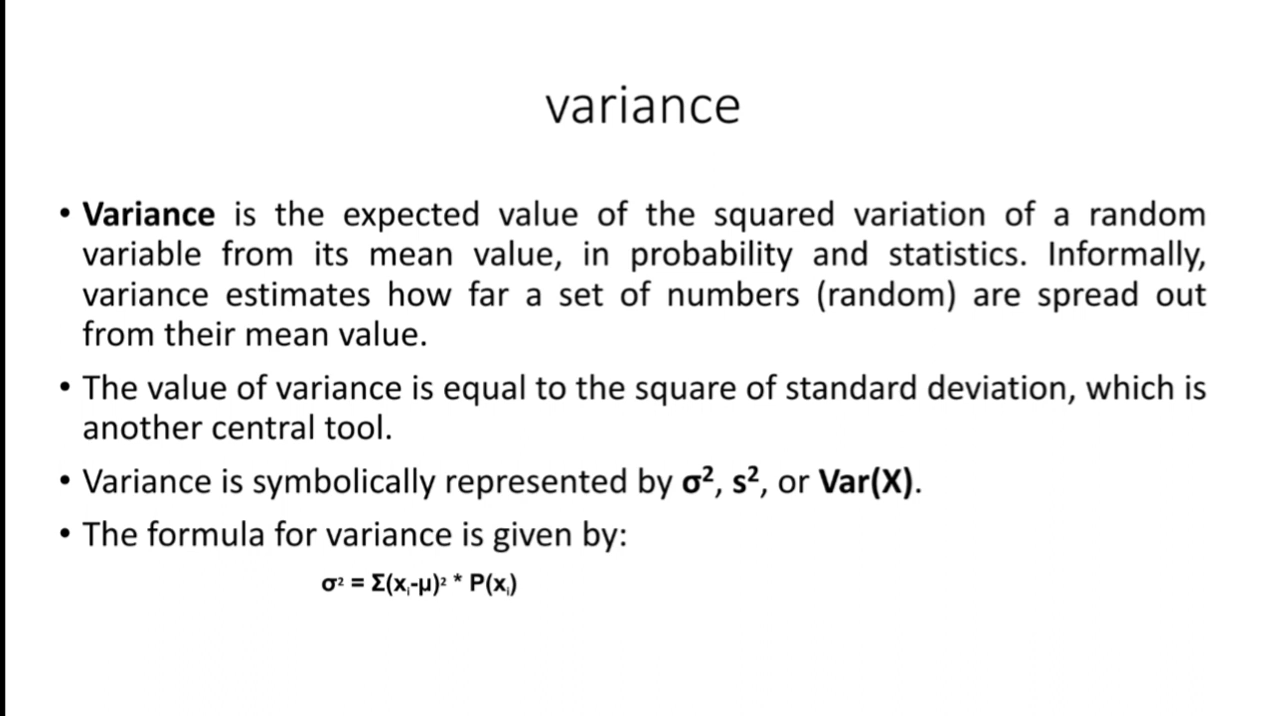 variance
• Variance is the expected value of the squared variation of a random
variable from its mean value, in probability and statistics. Informally,
variance estimates how far a set of numbers (random) are spread out
from their mean value.
• The value of variance is equal to the square of standard deviation, which is
another central tool.
• Variance is symbolically represented by σ², s², or Var(X).
• The formula for variance is given by:
σ² = Σ(xᵢ-μ)² * P(xᵢ)